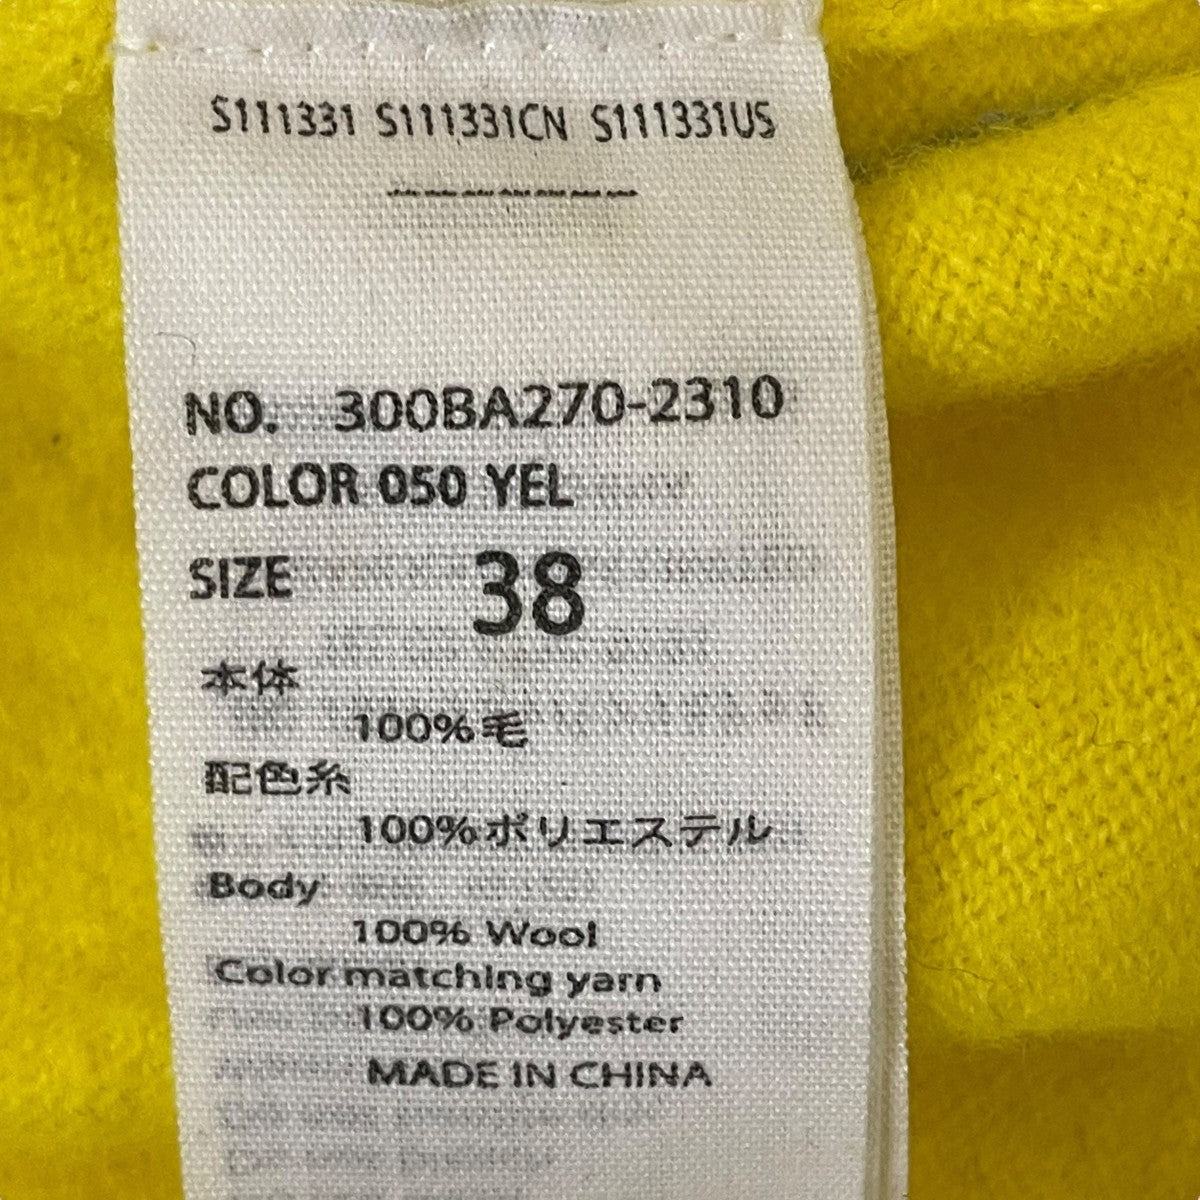 S111331 S111331CN S111331US
NO. 300BA270-2310
COLOR 050 YEL
SIZE 38
本体
100%毛
配色糸
100%ポリエステル
Body
100% Wool
Color matching yarn
100% Polyester
MADE IN CHINA